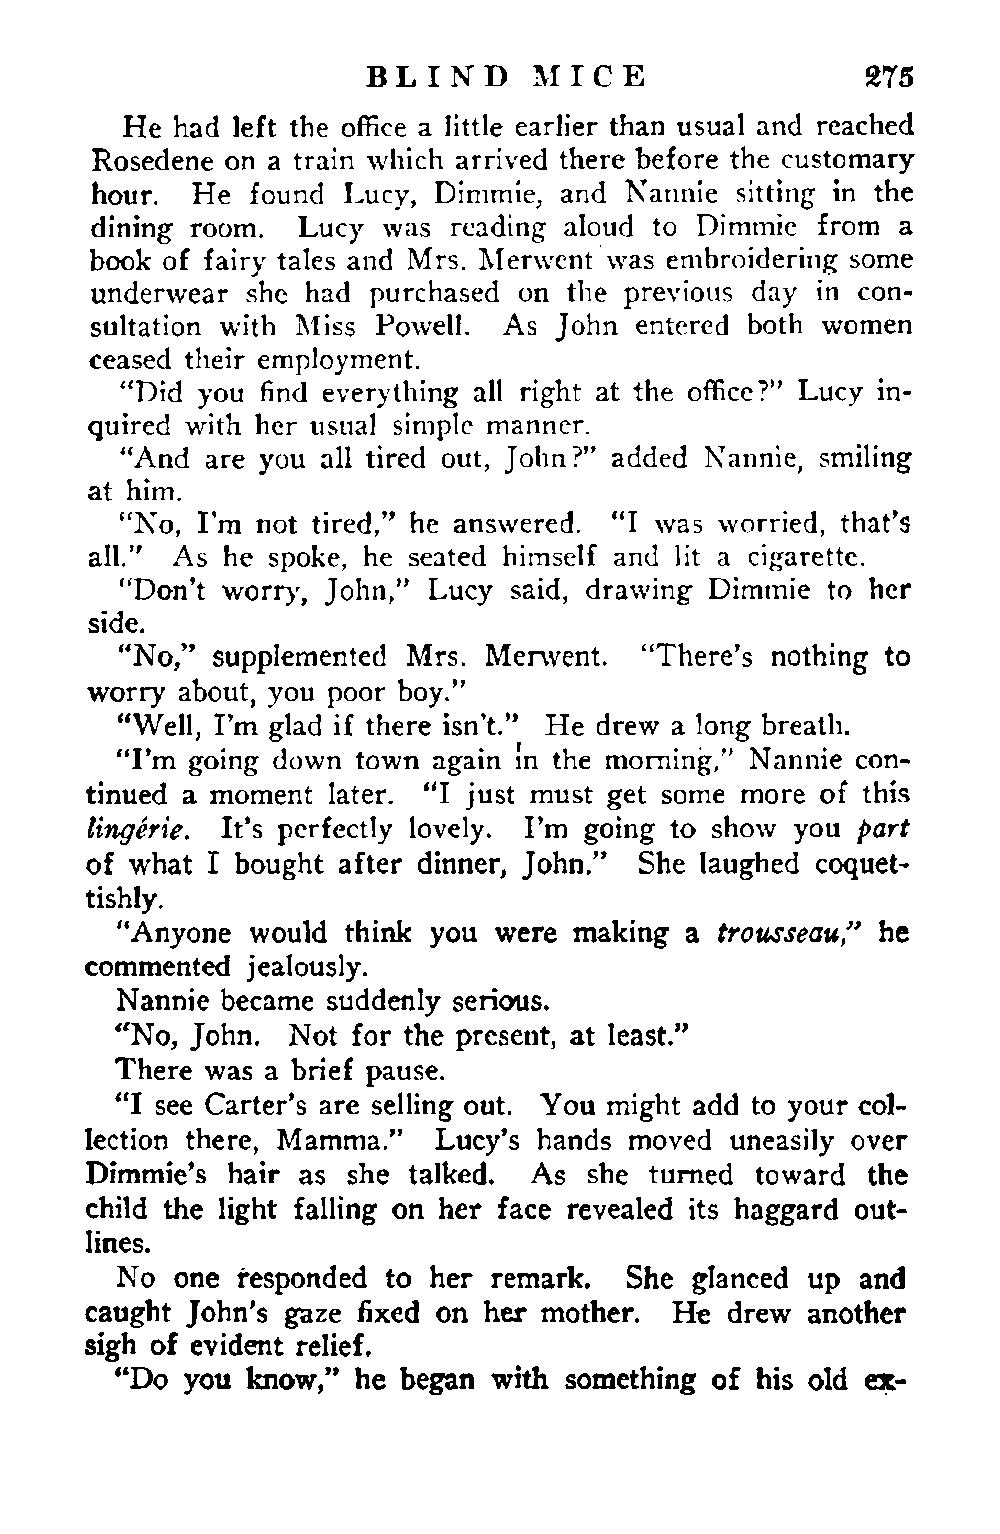 BLIND MICE 275
He had left the office a little earlier than usual and reached
Rosedene on a train which arrived there before the customary
hour. He found Lucy, Dimmie, and Nannie sitting in the
dining room. Lucy was reading aloud to Dimmie from a
book of fairy tales and Mrs. Merwent was embroidering some
underwear she had purchased on the previous day in con-
sultation with Miss Powell. As John entered both women
ceased their employment.
“Did you find everything all right at the office?” Lucy in-
quired with her usual simple manner.
“And are you all tired out, John?” added Nannie, smiling
at him.
“No, I’m not tired,” he answered. “I was worried, that’s
all.” As he spoke, he seated himself and lit a cigarette.
“Don’t worry, John,” Lucy said, drawing Dimmie to her
side.
“No,” supplemented Mrs. Merwent. “There’s nothing to
worry about, you poor boy.”
“Well, I’m glad if there isn’t.” He drew a long breath.
“I’m going down town again in the morning,” Nannie con-
tinued a moment later. “I just must get some more of this
lingérie. It’s perfectly lovely. I’m going to show you part
of what I bought after dinner, John.” She laughed coquet-
tishly.
“Anyone would think you were making a trousseau,” he
commented jealously.
Nannie became suddenly serious.
“No, John. Not for the present, at least.”
There was a brief pause.
“I see Carter’s are selling out. You might add to your col-
lection there, Mamma.” Lucy’s hands moved uneasily over
Dimmie’s hair as she talked. As she turned toward the
child the light falling on her face revealed its haggard out-
lines.
No one responded to her remark. She glanced up and
caught John’s gaze fixed on her mother. He drew another
sigh of evident relief.
“Do you know,” he began with something of his old ex-